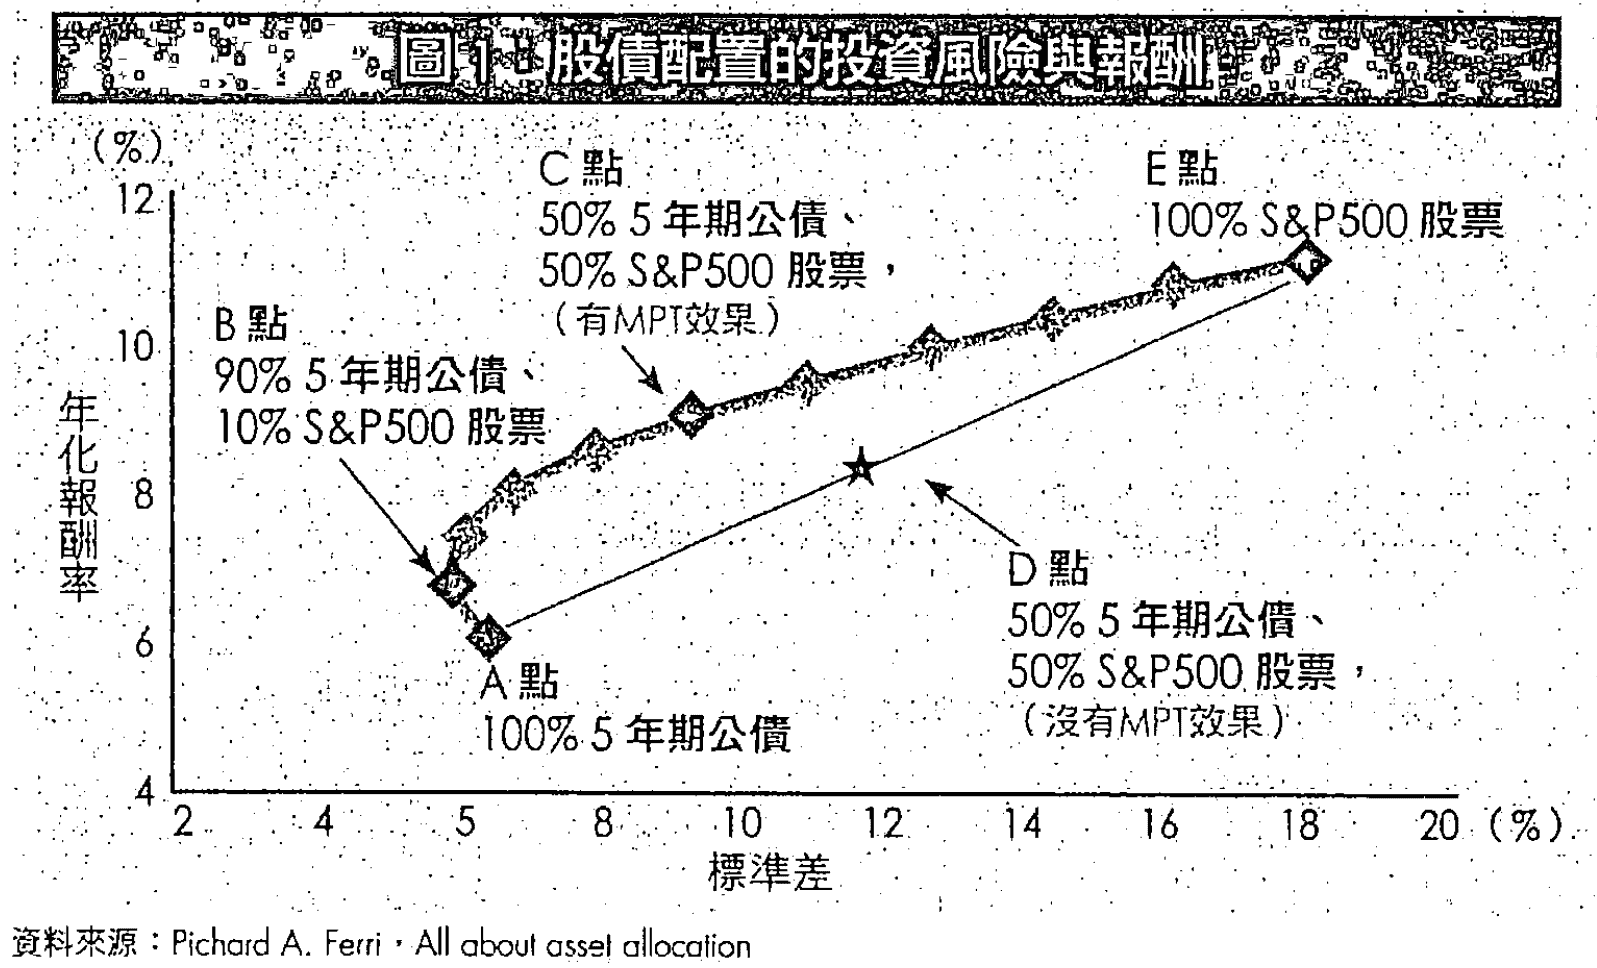 圖1：股債配置的投資風險與報酬
(%)
C 點
50% 5 年期公債、
50% S&P500 股票，
（有MPT效果）
E 點
100% S&P500 股票
B 點
90% 5 年期公債、
10% S&P500 股票
12
10
8
6
4
年化報酬率
D 點
50% 5 年期公債、
50% S&P500 股票，
（沒有MPT效果）
A 點
100% 5 年期公債
2 4 5 8 10 12 14 16 18 20 (%)
標準差
資料來源：Pichard A. Ferri，All about asset allocation